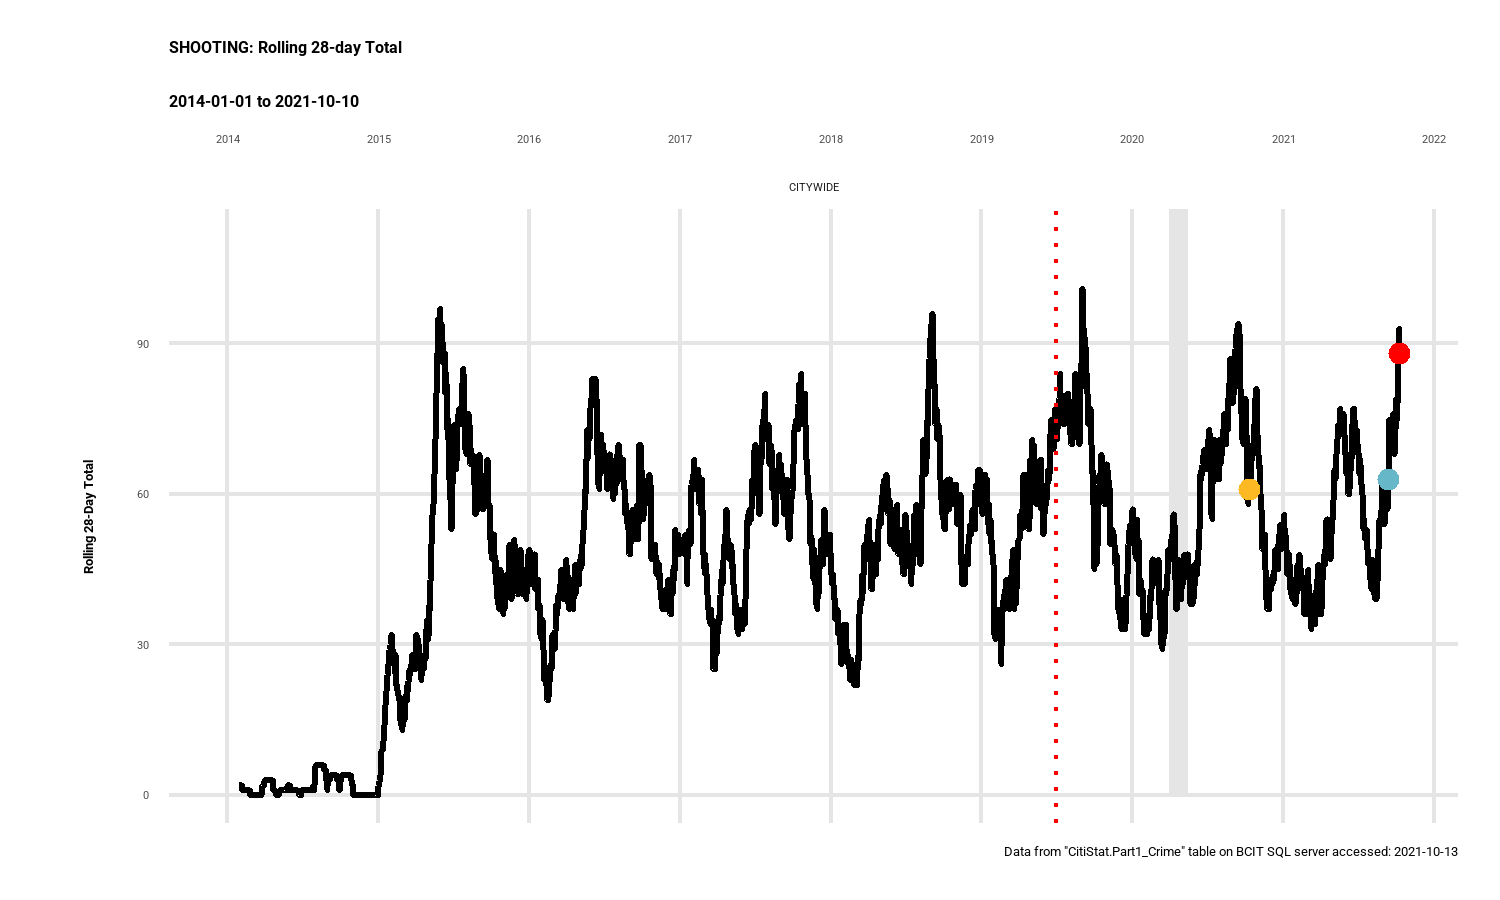 SHOOTING: Rolling 28-day Total
2014-01-01 to 2021-10-10
2014 2015 2016 2017 2018 2019 2020 2021 2022
CITYWIDE
90
60
30
0
Rolling 28-Day Total
Data from "CitiStat.Part1_Crime" table on BCIT SQL server accessed: 2021-10-13